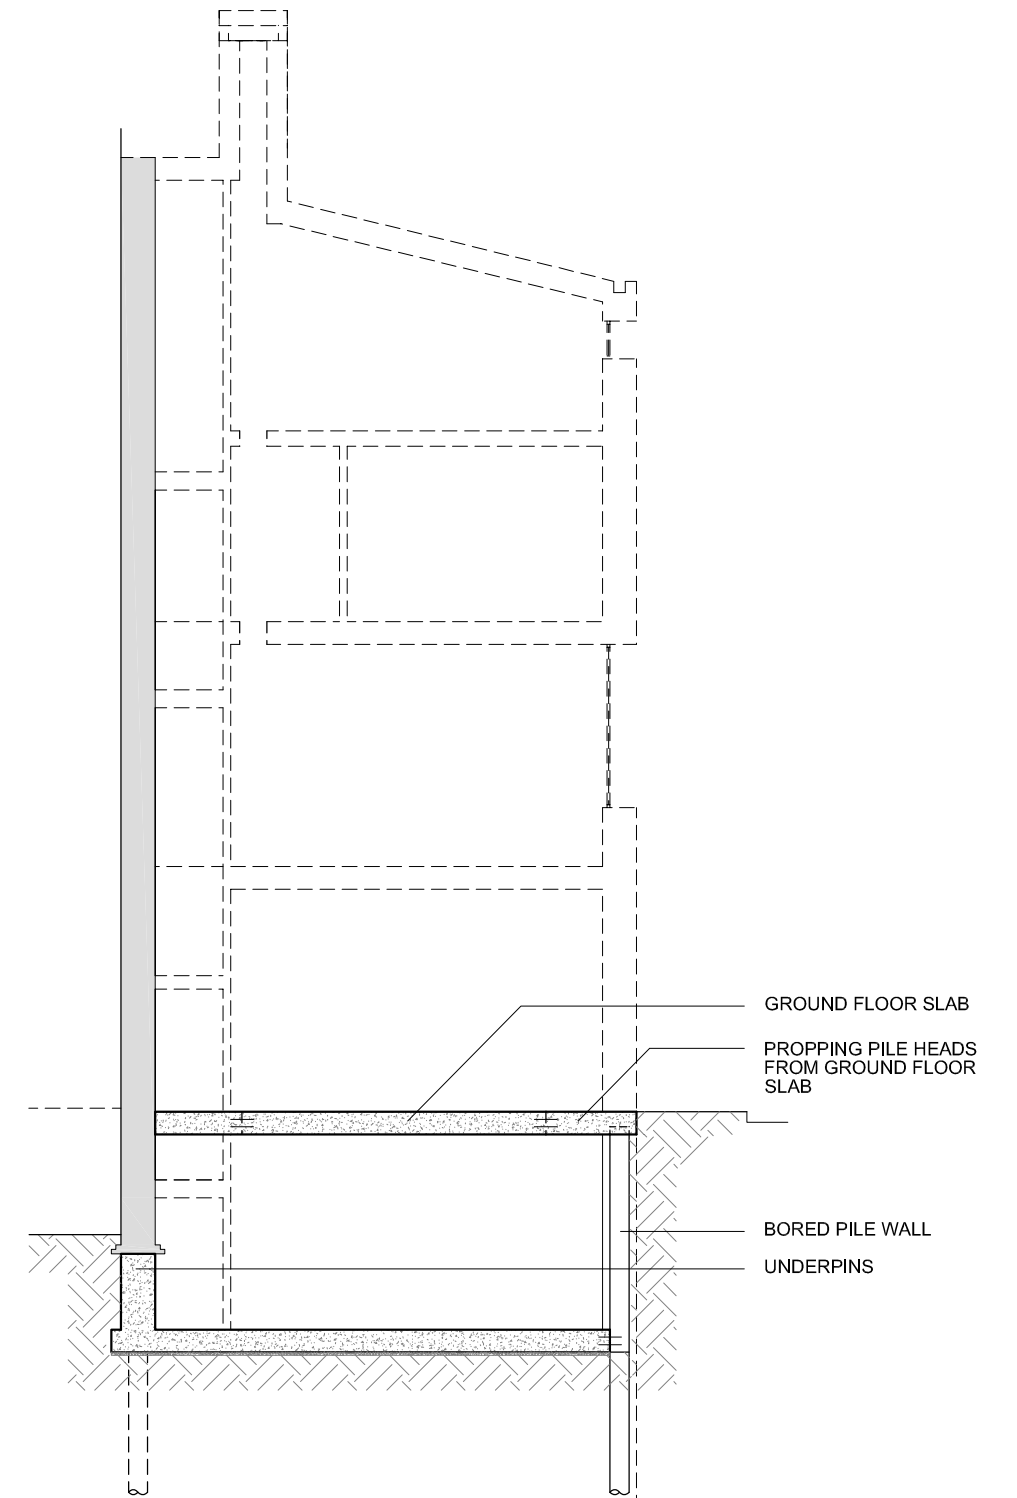 GROUND FLOOR SLAB
PROPPING PILE HEADS
FROM GROUND FLOOR
SLAB
BORED PILE WALL
UNDERPINS